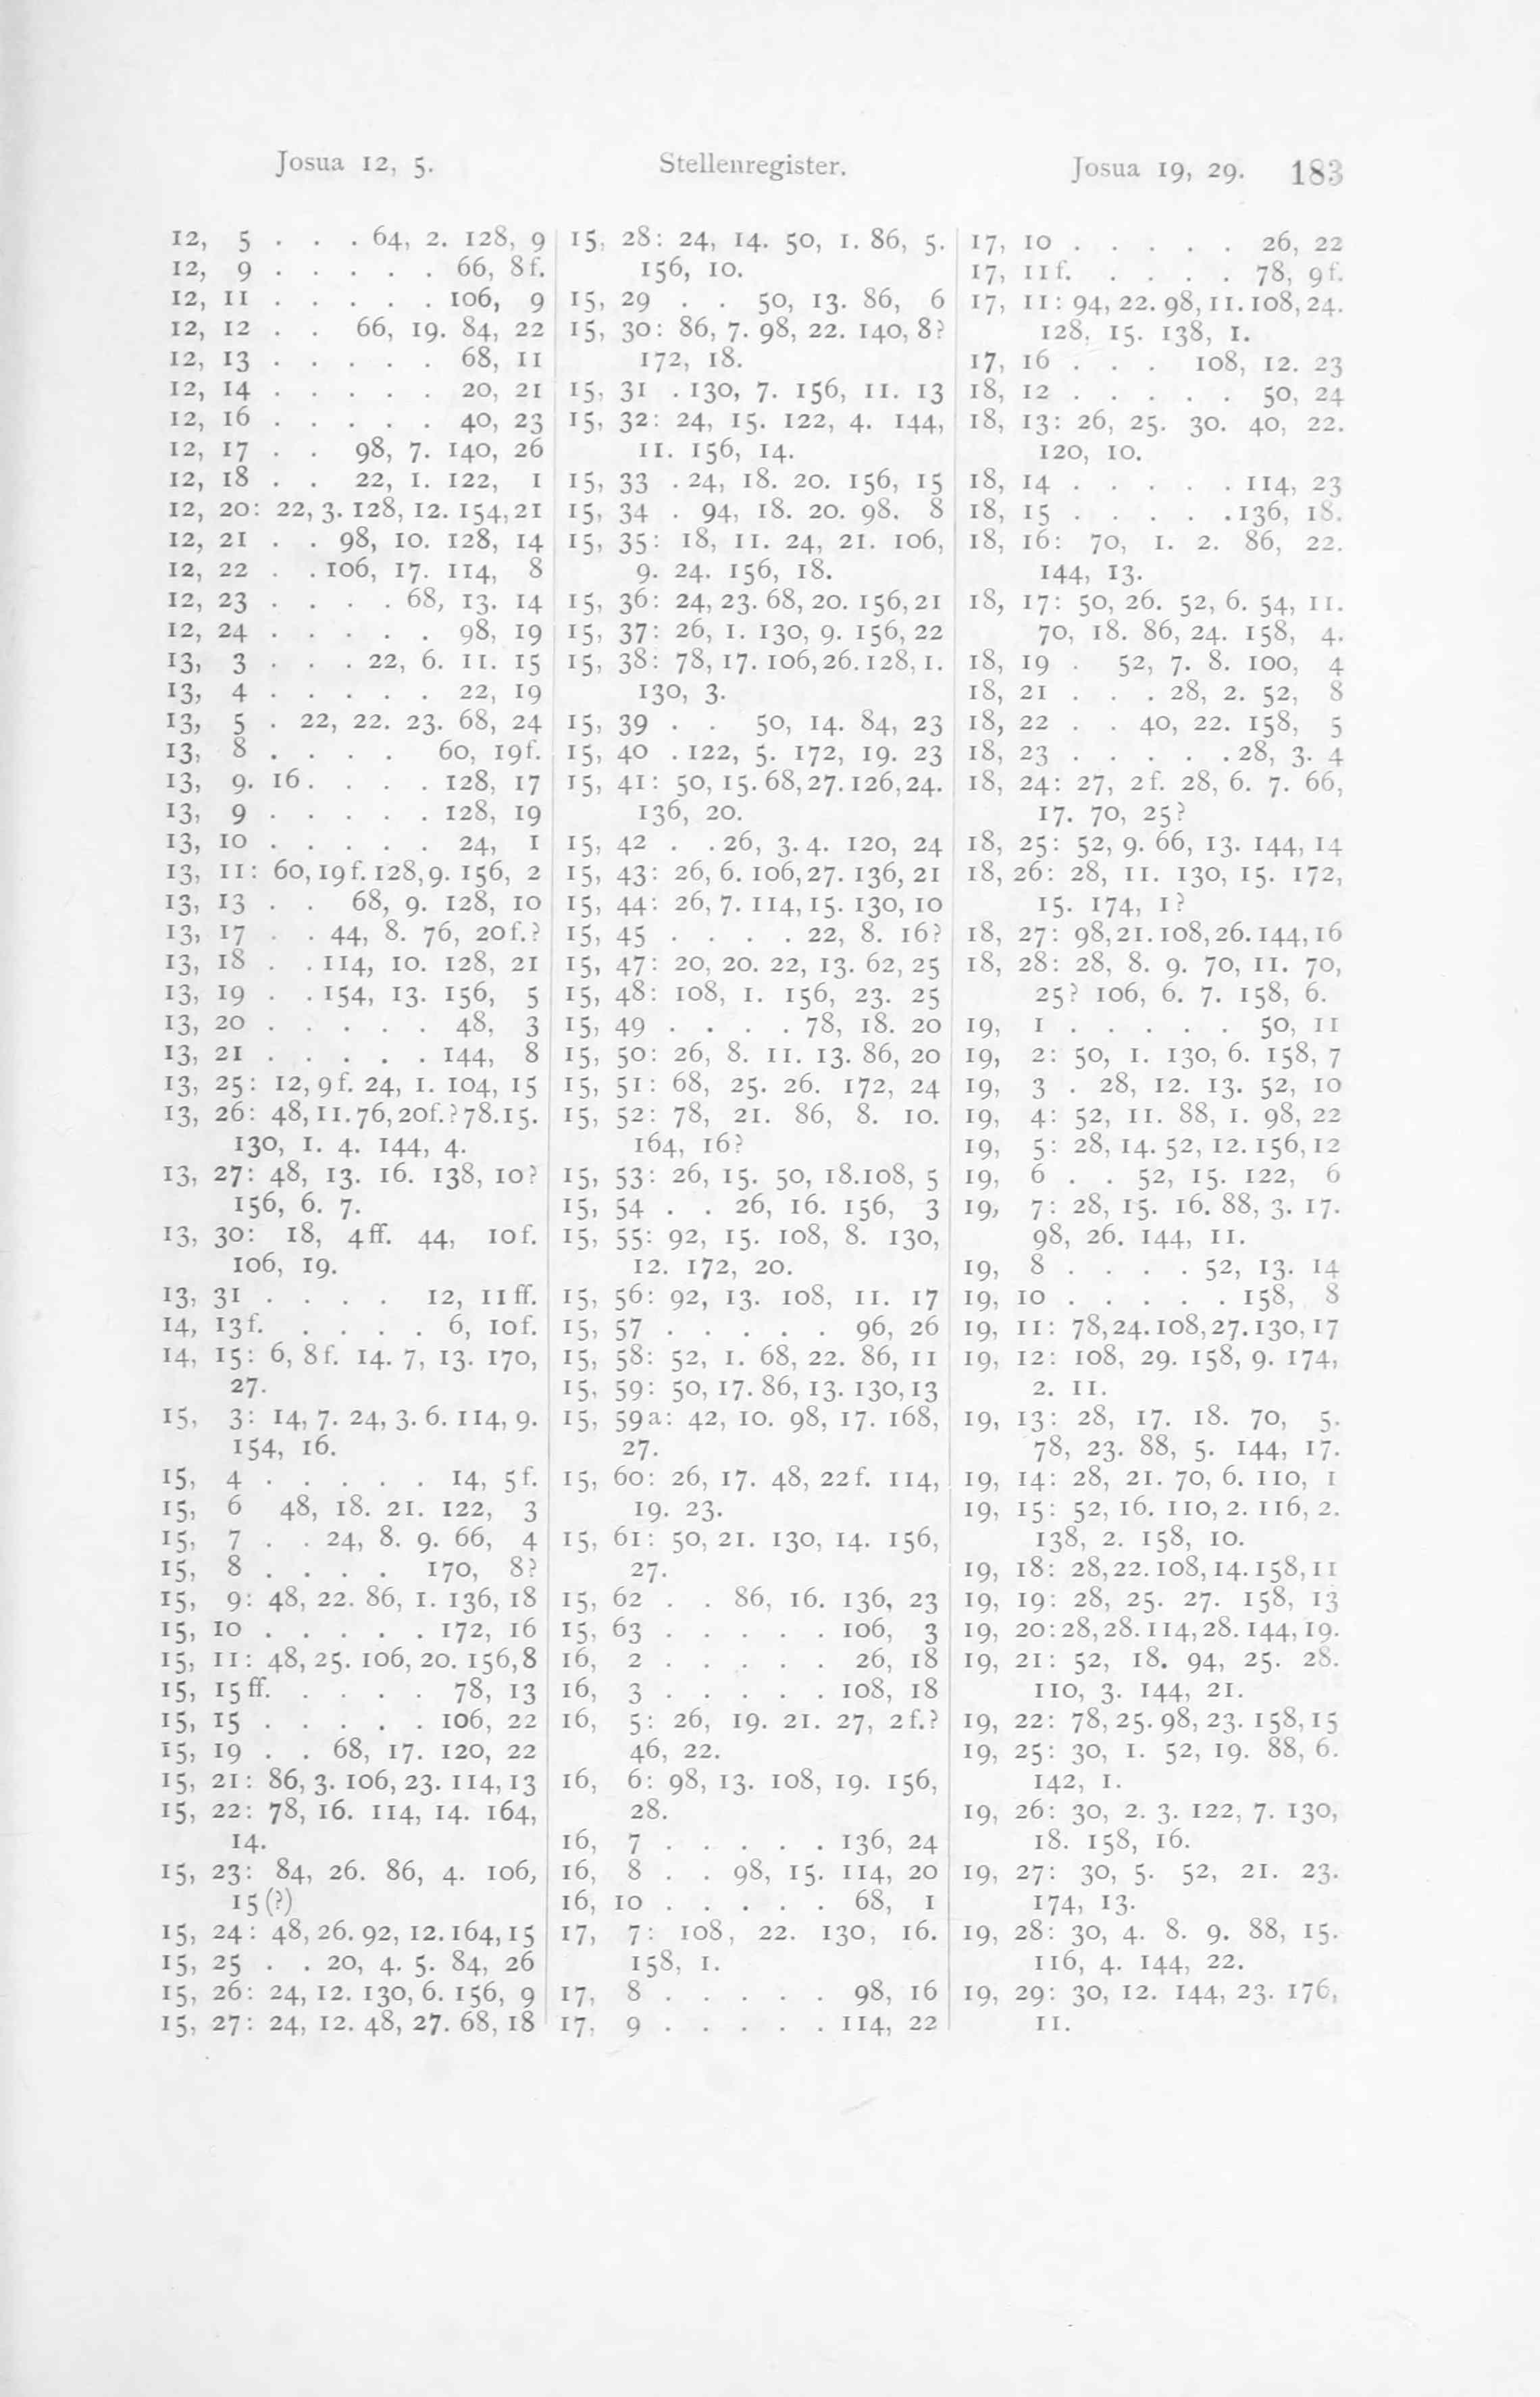 Josua 12, 5. Stellenregister. Josua 19, 29. 183
12, 5 . . . 64, 2. 128, 9
12, 9 . . . . . 66, 8f.
12, 11 . . . . . 106, 9
12, 12 . . 66, 19. 84, 22
12, 13 . . . . . 68, 11
12, 14 . . . . . 20, 21
12, 16 . . . . . 40, 23
12, 17 . . 98, 7. 140, 26
12, 18 . . 22, 1. 122, 1
12, 20: 22, 3. 128, 12. 154, 21
12, 21 . . 98, 10. 128, 14
12, 22 . . 106, 17. 114, 8
12, 23 . . . . 68, 13. 14
12, 24 . . . . . 98, 19
13, 3 . . . 22, 6. 11. 15
13, 4 . . . . . 22, 19
13, 5 . 22, 22. 23. 68, 24
13, 8 . . . . 60, 19f.
13, 9. 16. . . . 128, 17
13, 9 . . . . . 128, 19
13, 10 . . . . . 24, 1
13, 11: 60, 19f. 128, 9. 156, 2
13, 13 . . 68, 9. 128, 10
13, 17 . . 44, 8. 76, 20f.?
13, 18 . . 114, 10. 128, 21
13, 19 . . 154, 13. 156, 5
13, 20 . . . . . 48, 3
13, 21 . . . . . 144, 8
13, 25: 12, 9f. 24, 1. 104, 15
13, 26: 48, 11. 76, 20f.? 78. 15.
130, 1. 4. 144, 4.
13, 27: 48, 13. 16. 138, 10?
156, 6. 7.
13, 30: 18, 4ff. 44, 10f.
106, 19.
13, 31 . . . . 12, 11ff.
14, 13f. . . . . 6, 10f.
14, 15: 6, 8f. 14. 7, 13. 170,
27.
15, 3: 14, 7. 24, 3. 6. 114, 9.
154, 16.
15, 4 . . . . . 14, 5f.
15, 6 48, 18. 21. 122, 3
15, 7 . . 24, 8. 9. 66, 4
15, 8 . . . . 170, 8?
15, 9: 48, 22. 86, 1. 136, 18
15, 10 . . . . . 172, 16
15, 11: 48, 25. 106, 20. 156, 8
15, 15ff. . . . . 78, 13
15, 15 . . . . . 106, 22
15, 19 . . 68, 17. 120, 22
15, 21: 86, 3. 106, 23. 114, 13
15, 22: 78, 16. 114, 14. 164,
14.
15, 23: 84, 26. 86, 4. 106,
15(?)
15, 24: 48, 26. 92, 12. 164, 15
15, 25 . . 20, 4. 5. 84, 26
15, 26: 24, 12. 130, 6. 156, 9
15, 27: 24, 12. 48, 27. 68, 18
15, 28: 24, 14. 50, 1. 86, 5.
156, 10.
15, 29 . . 50, 13. 86, 6
15, 30: 86, 7. 98, 22. 140, 8?
172, 18.
15, 31 . 130, 7. 156, 11. 13
15, 32: 24, 15. 122, 4. 144,
11. 156, 14.
15, 33 . 24, 18. 20. 156, 15
15, 34 . 94, 18. 20. 98. 8
15, 35: 18, 11. 24, 21. 106,
9. 24. 156, 18.
15, 36: 24, 23. 68, 20. 156, 21
15, 37: 26, 1. 130, 9. 156, 22
15, 38: 78, 17. 106, 26. 128, 1.
130, 3.
15, 39 . . 50, 14. 84, 23
15, 40 . 122, 5. 172, 19. 23
15, 41: 50, 15. 68, 27. 126, 24.
136, 20.
15, 42 . . 26, 3. 4. 120, 24
15, 43: 26, 6. 106, 27. 136, 21
15, 44: 26, 7. 114, 15. 130, 10
15, 45 . . . . 22, 8. 16?
15, 47: 20, 20. 22, 13. 62, 25
15, 48: 108, 1. 156, 23. 25
15, 49 . . . . 78, 18. 20
15, 50: 26, 8. 11. 13. 86, 20
15, 51: 68, 25. 26. 172, 24
15, 52: 78, 21. 86, 8. 10.
164, 16?
15, 53: 26, 15. 50, 18. 108, 5
15, 54 . . 26, 16. 156, 3
15, 55: 92, 15. 108, 8. 130,
12. 172, 20.
15, 56: 92, 13. 108, 11. 17
15, 57 . . . . . 96, 26
15, 58: 52, 1. 68, 22. 86, 11
15, 59: 50, 17. 86, 13. 130, 13
15, 59a: 42, 10. 98, 17. 168,
27.
15, 60: 26, 17. 48, 22f. 114,
19. 23.
15, 61: 50, 21. 130, 14. 156,
27.
15, 62 . . 86, 16. 136, 23
15, 63 . . . . . 106, 3
16, 2 . . . . . 26, 18
16, 3 . . . . . 108, 18
16, 5: 26, 19. 21. 27, 2f.?
46, 22.
16, 6: 98, 13. 108, 19. 156,
28.
16, 7 . . . . . 136, 24
16, 8 . . 98, 15. 114, 20
16, 10 . . . . . 68, 1
17, 7: 108, 22. 130, 16.
158, 1.
17, 8 . . . . . 98, 16
17, 9 . . . . . 114, 22
17, 10 . . . . . 26, 22
17, 11f. . . . . 78, 9f.
17, 11: 94, 22. 98, 11. 108, 24.
128, 15. 138, 1.
17, 16 . . . 108, 12. 23
18, 12 . . . . . 50, 24
18, 13: 26, 25. 30. 40, 22.
120, 10.
18, 14 . . . . . 114, 23
18, 15 . . . . . 136, 18.
18, 16: 70, 1. 2. 86, 22.
144, 13.
18, 17: 50, 26. 52, 6. 54, 11.
70, 18. 86, 24. 158, 4.
18, 19 . 52, 7. 8. 100, 4
18, 21 . . . 28, 2. 52, 8
18, 22 . . 40, 22. 158, 5
18, 23 . . . . . 28, 3. 4
18, 24: 27, 2f. 28, 6. 7. 66,
17. 70, 25?
18, 25: 52, 9. 66, 13. 144, 14
18, 26: 28, 11. 130, 15. 172,
15. 174, 1?
18, 27: 98, 21. 108, 26. 144, 16
18, 28: 28, 8. 9. 70, 11. 70,
25? 106, 6. 7. 158, 6.
19, 1 . . . . . 50, 11
19, 2: 50, 1. 130, 6. 158, 7
19, 3 . 28, 12. 13. 52, 10
19, 4: 52, 11. 88, 1. 98, 22
19, 5: 28, 14. 52, 12. 156, 12
19, 6 . . 52, 15. 122, 6
19, 7: 28, 15. 16. 88, 3. 17.
98, 26. 144, 11.
19, 8 . . . . 52, 13. 14
19, 10 . . . . . 158, 8
19, 11: 78, 24. 108, 27. 130, 17
19, 12: 108, 29. 158, 9. 174,
2. 11.
19, 13: 28, 17. 18. 70, 5.
78, 23. 88, 5. 144, 17.
19, 14: 28, 21. 70, 6. 110, 1
19, 15: 52, 16. 110, 2. 116, 2.
138, 2. 158, 10.
19, 18: 28, 22. 108, 14. 158, 11
19, 19: 28, 25. 27. 158, 13
19, 20: 28, 28. 114, 28. 144, 19.
19, 21: 52, 18. 94, 25. 28.
110, 3. 144, 21.
19, 22: 78, 25. 98, 23. 158, 15
19, 25: 30, 1. 52, 19. 88, 6.
142, 1.
19, 26: 30, 2. 3. 122, 7. 130,
18. 158, 16.
19, 27: 30, 5. 52, 21. 23.
174, 13.
19, 28: 30, 4. 8. 9. 88, 15.
116, 4. 144, 22.
19, 29: 30, 12. 144, 23. 176,
11.